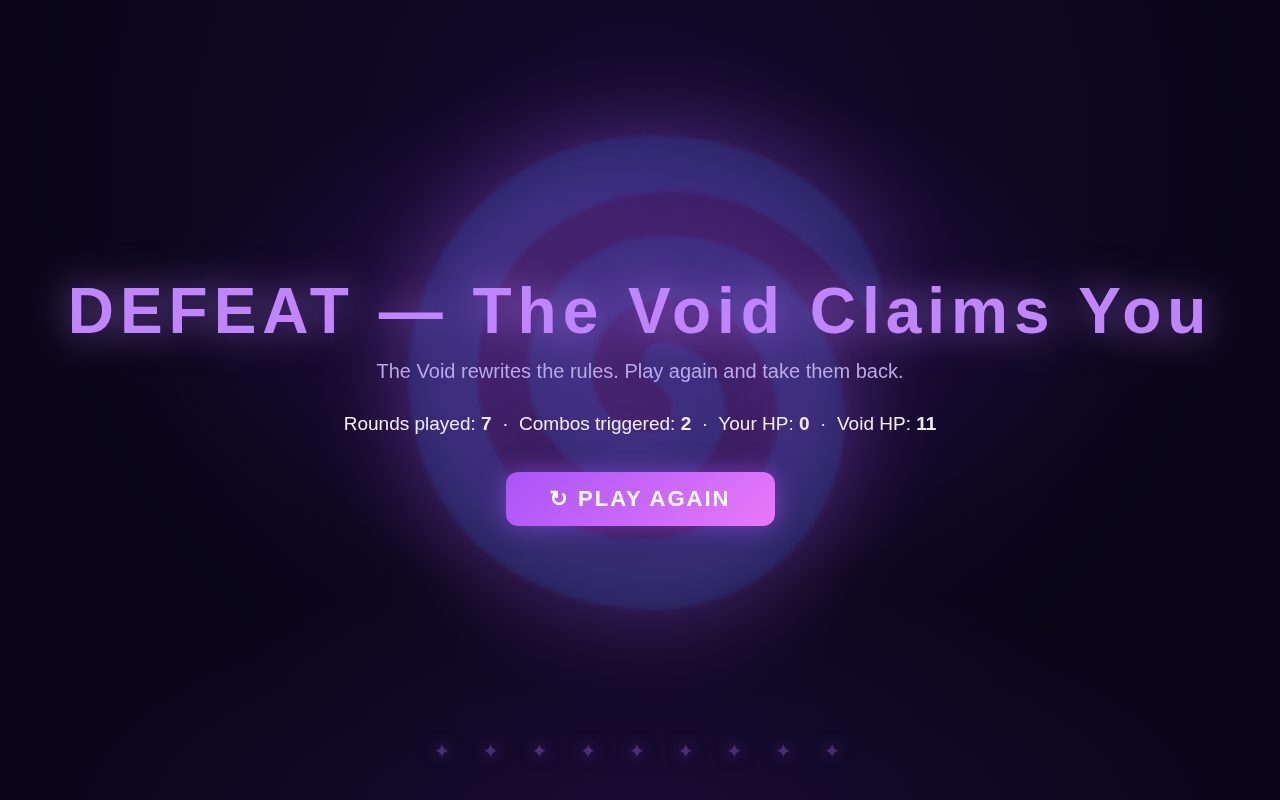 DEFEAT — The Void Claims You
The Void rewrites the rules. Play again and take them back.
Rounds played: 7 · Combos triggered: 2 · Your HP: 0 · Void HP: 11
↻ PLAY AGAIN
✦ ✦ ✦ ✦ ✦ ✦ ✦ ✦ ✦